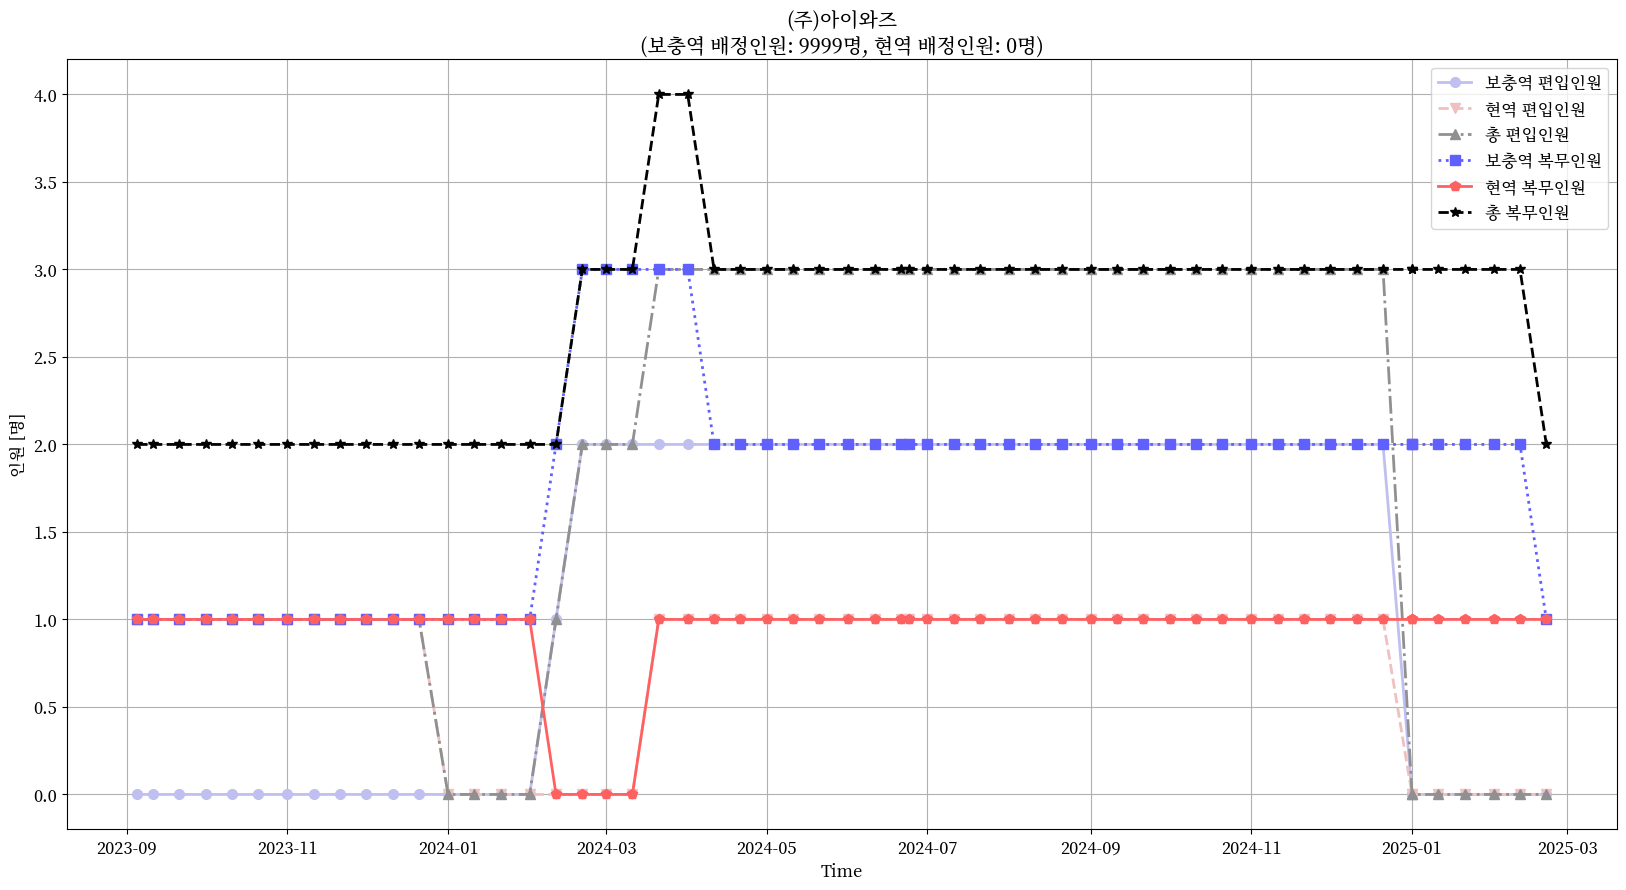 (주)아이와즈
(보충역 배정인원: 9999명, 현역 배정인원: 0명)
보충역 편입인원
현역 편입인원
총 편입인원
보충역 복무인원
현역 복무인원
총 복무인원
인원 [명]
4.0
3.5
3.0
2.5
2.0
1.5
1.0
0.5
0.0
2023-09 2023-11 2024-01 2024-03 2024-05 2024-07 2024-09 2024-11 2025-01 2025-03
Time